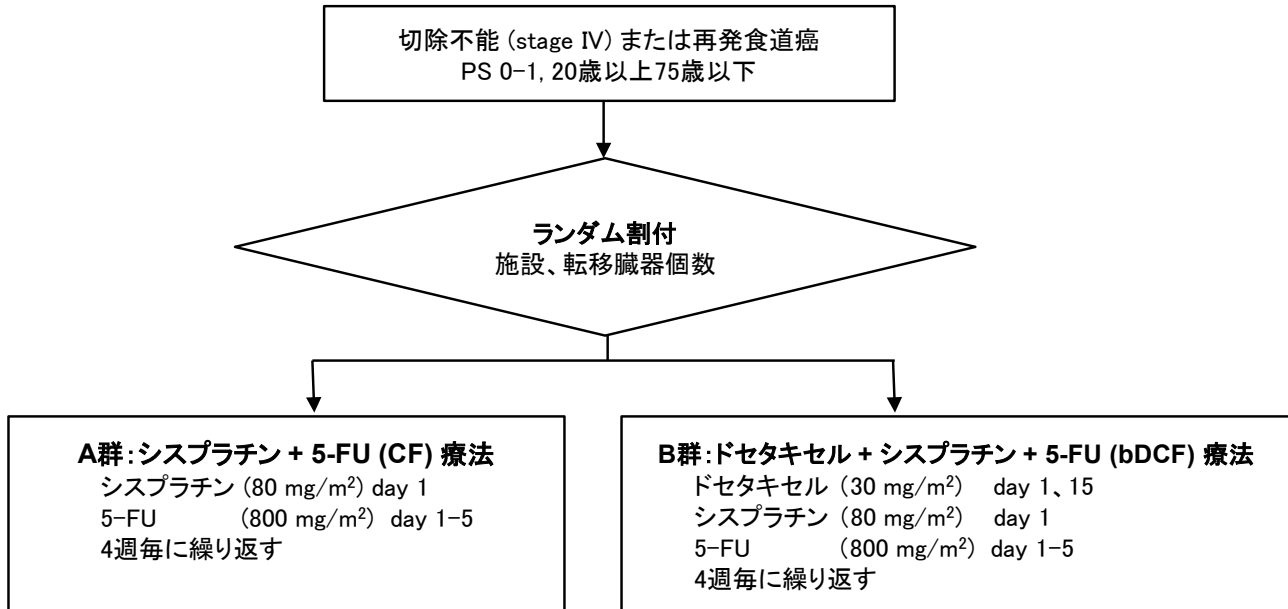 切除不能 (stage IV) または再発食道癌
PS 0-1, 20歳以上75歳以下
ランダム割付
施設、転移臓器個数
A群：シスプラチン + 5-FU (CF) 療法
シスプラチン (80 mg/m²) day 1
5-FU (800 mg/m²) day 1-5
4週毎に繰り返す
B群：ドセタキセル + シスプラチン + 5-FU (bDCF) 療法
ドセタキセル (30 mg/m²) day 1、15
シスプラチン (80 mg/m²) day 1
5-FU (800 mg/m²) day 1-5
4週毎に繰り返す